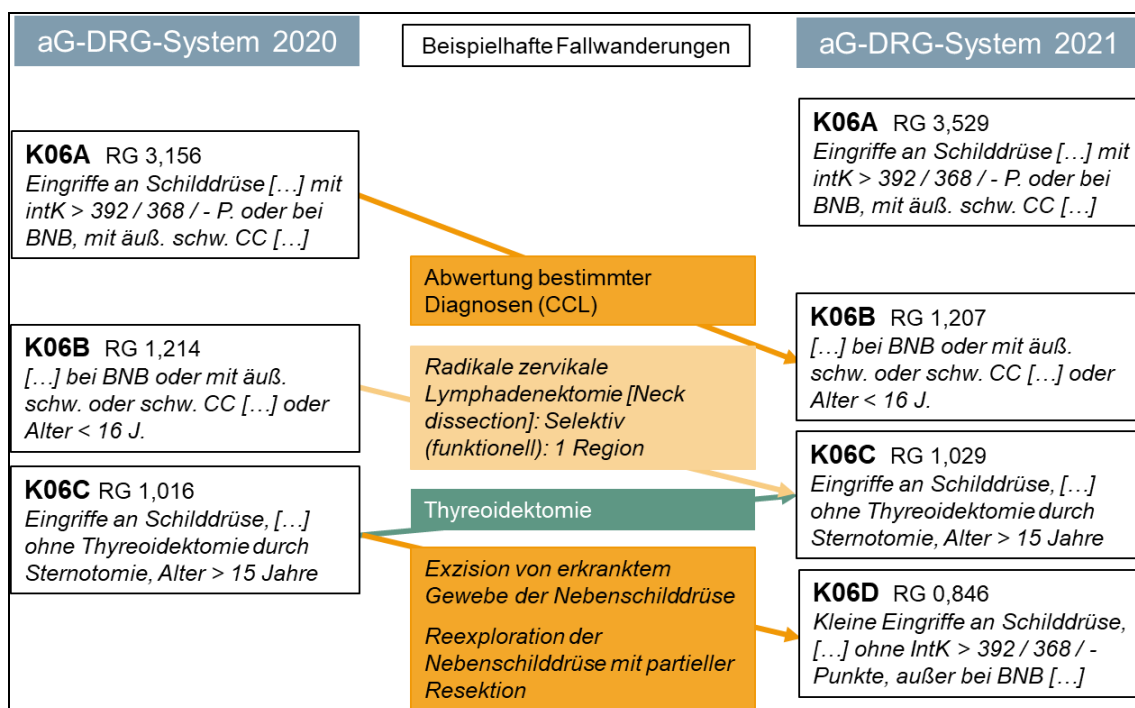 aG-DRG-System 2020
Beispielhafte Fallwanderungen
aG-DRG-System 2021
K06A RG 3,156
Eingriffe an Schilddrüse […] mit
intK > 392 / 368 / - P. oder bei
BNB, mit äuß. schw. CC […]
K06B RG 1,214
[…] bei BNB oder mit äuß.
schw. oder schw. CC […] oder
Alter < 16 J.
K06C RG 1,016
Eingriffe an Schilddrüse, […]
ohne Thyreoidektomie durch
Sternotomie, Alter > 15 Jahre
Abwertung bestimmter
Diagnosen (CCL)
Radikale zervikale
Lymphadenektomie [Neck
dissection]: Selektiv
(funktionell): 1 Region
Thyreoidektomie
Exzision von erkranktem
Gewebe der Nebenschilddrüse
Reexploration der
Nebenschilddrüse mit partieller
Resektion
K06A RG 3,529
Eingriffe an Schilddrüse […] mit
intK > 392 / 368 / - P. oder bei
BNB, mit äuß. schw. CC […]
K06B RG 1,207
[…] bei BNB oder mit äuß.
schw. oder schw. CC […] oder
Alter < 16 J.
K06C RG 1,029
Eingriffe an Schilddrüse, […]
ohne Thyreoidektomie durch
Sternotomie, Alter > 15 Jahre
K06D RG 0,846
Kleine Eingriffe an Schilddrüse,
[…] ohne IntK > 392 / 368 / -
Punkte, außer bei BNB […]